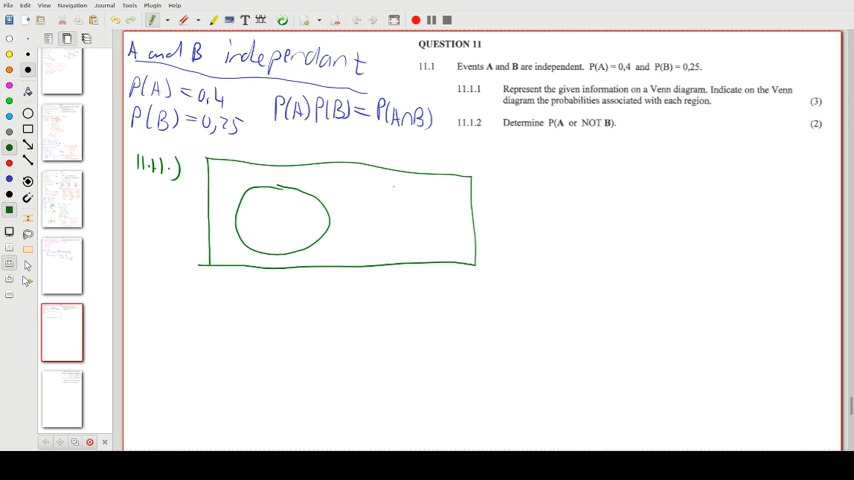 File Edit View Navigation Journal Tools Plugin Help
A and B independant
P(A) = 0,4
P(B) = 0,25
P(A)P(B) = P(A∩B)
11.11.)
QUESTION 11
11.1 Events A and B are independent. P(A) = 0,4 and P(B) = 0,25.
11.1.1 Represent the given information on a Venn diagram. Indicate on the Venn
diagram the probabilities associated with each region. (3)
11.1.2 Determine P(A or NOT B). (2)